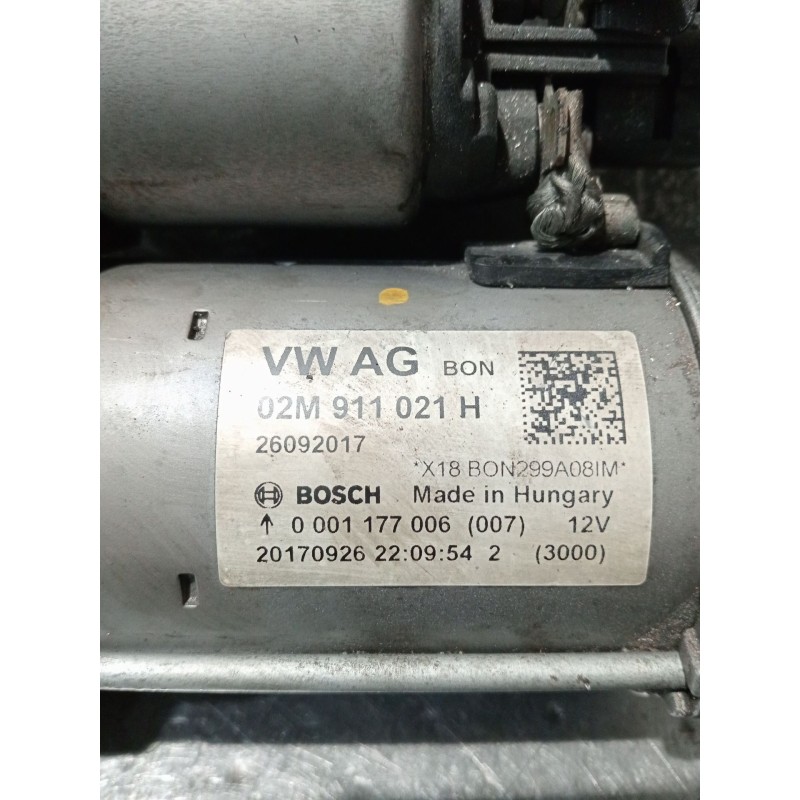 VW AG BON
02M 911 021 H
26092017
*X18 BON299A08IM*
BOSCH Made in Hungary
↑ 0 001 177 006 (007) 12V
20170926 22:09:54 2 (3000)